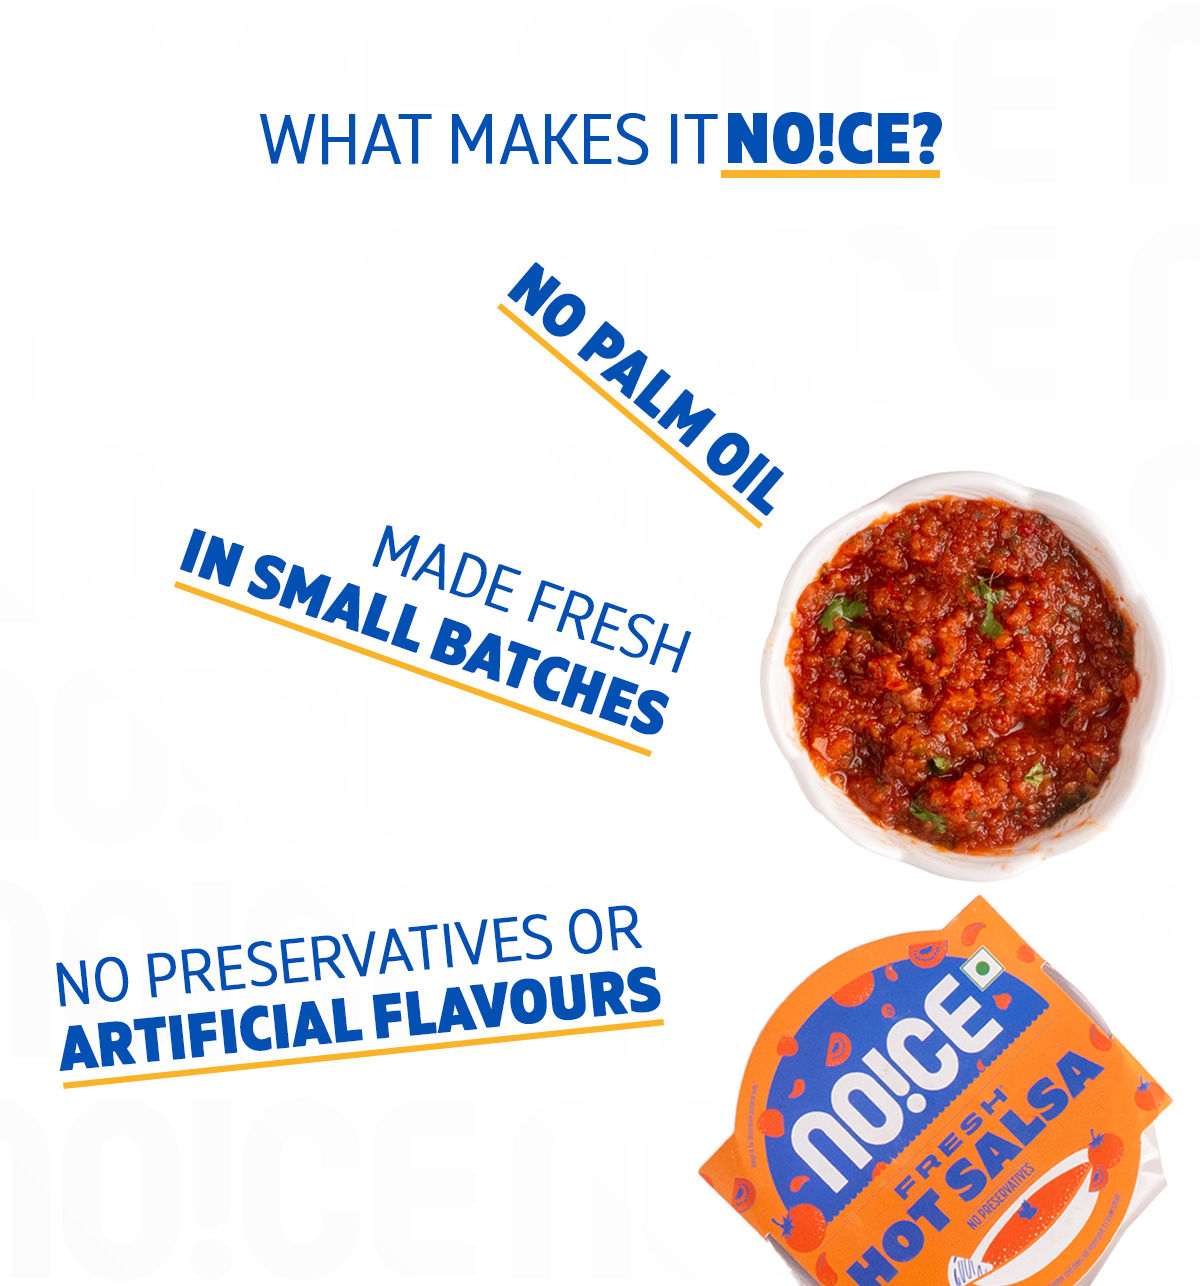 WHAT MAKES IT NO!CE?
NO PALM OIL
MADE FRESH
IN SMALL BATCHES
NO PRESERVATIVES OR
ARTIFICIAL FLAVOURS
NO!CE
FRESH*
HOT SALSA
NO PRESERVATIVES